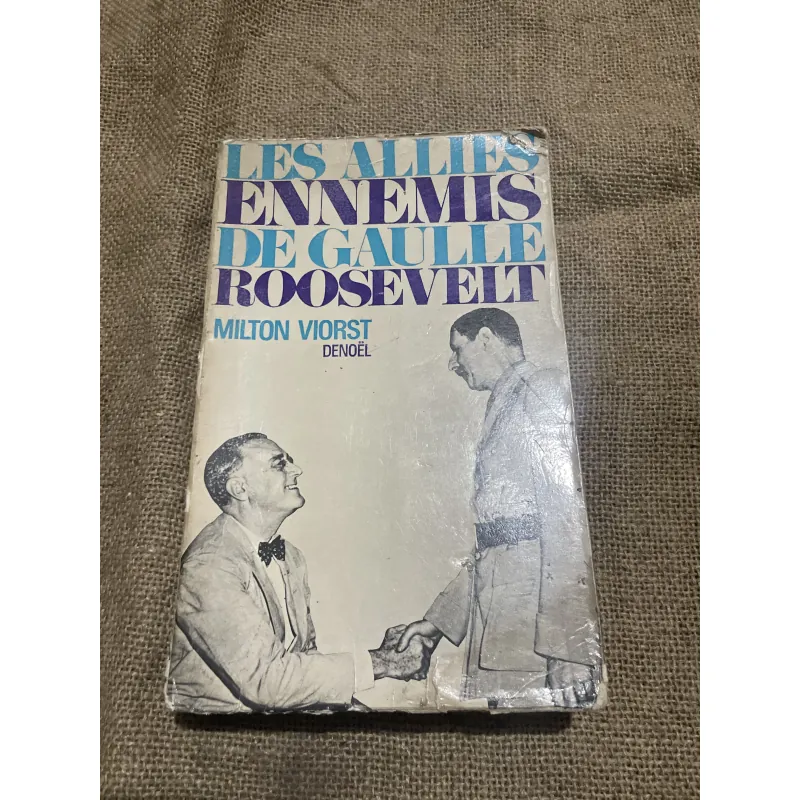 LES ALLIES
ENNEMIS
DE GAULLE
ROOSEVELT
MILTON VIORST
DENOËL